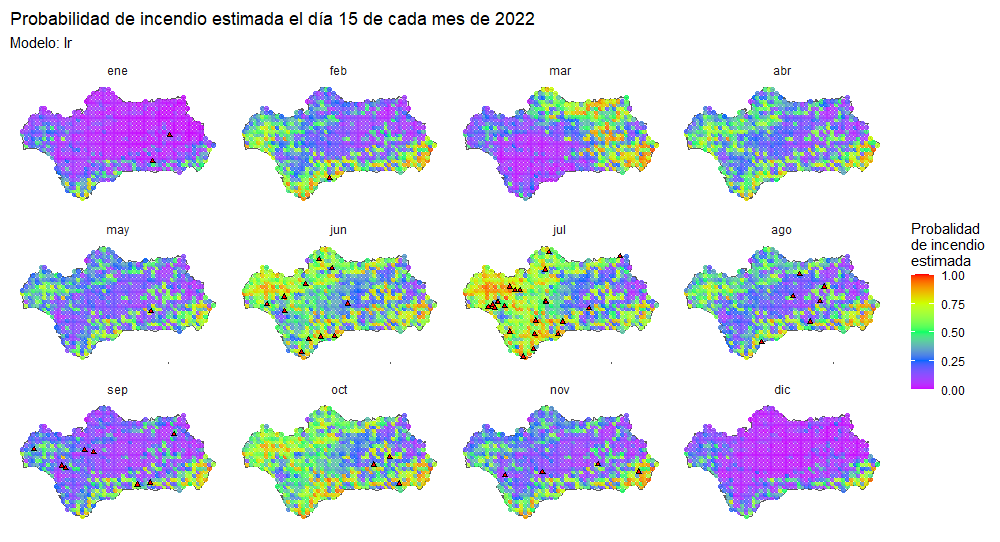 Probabilidad de incendio estimada el día 15 de cada mes de 2022
Modelo: lr
ene
feb
mar
abr
may
jun
jul
ago
sep
oct
nov
dic
Probalidad
de incendio
estimada
1.00
0.75
0.50
0.25
0.00